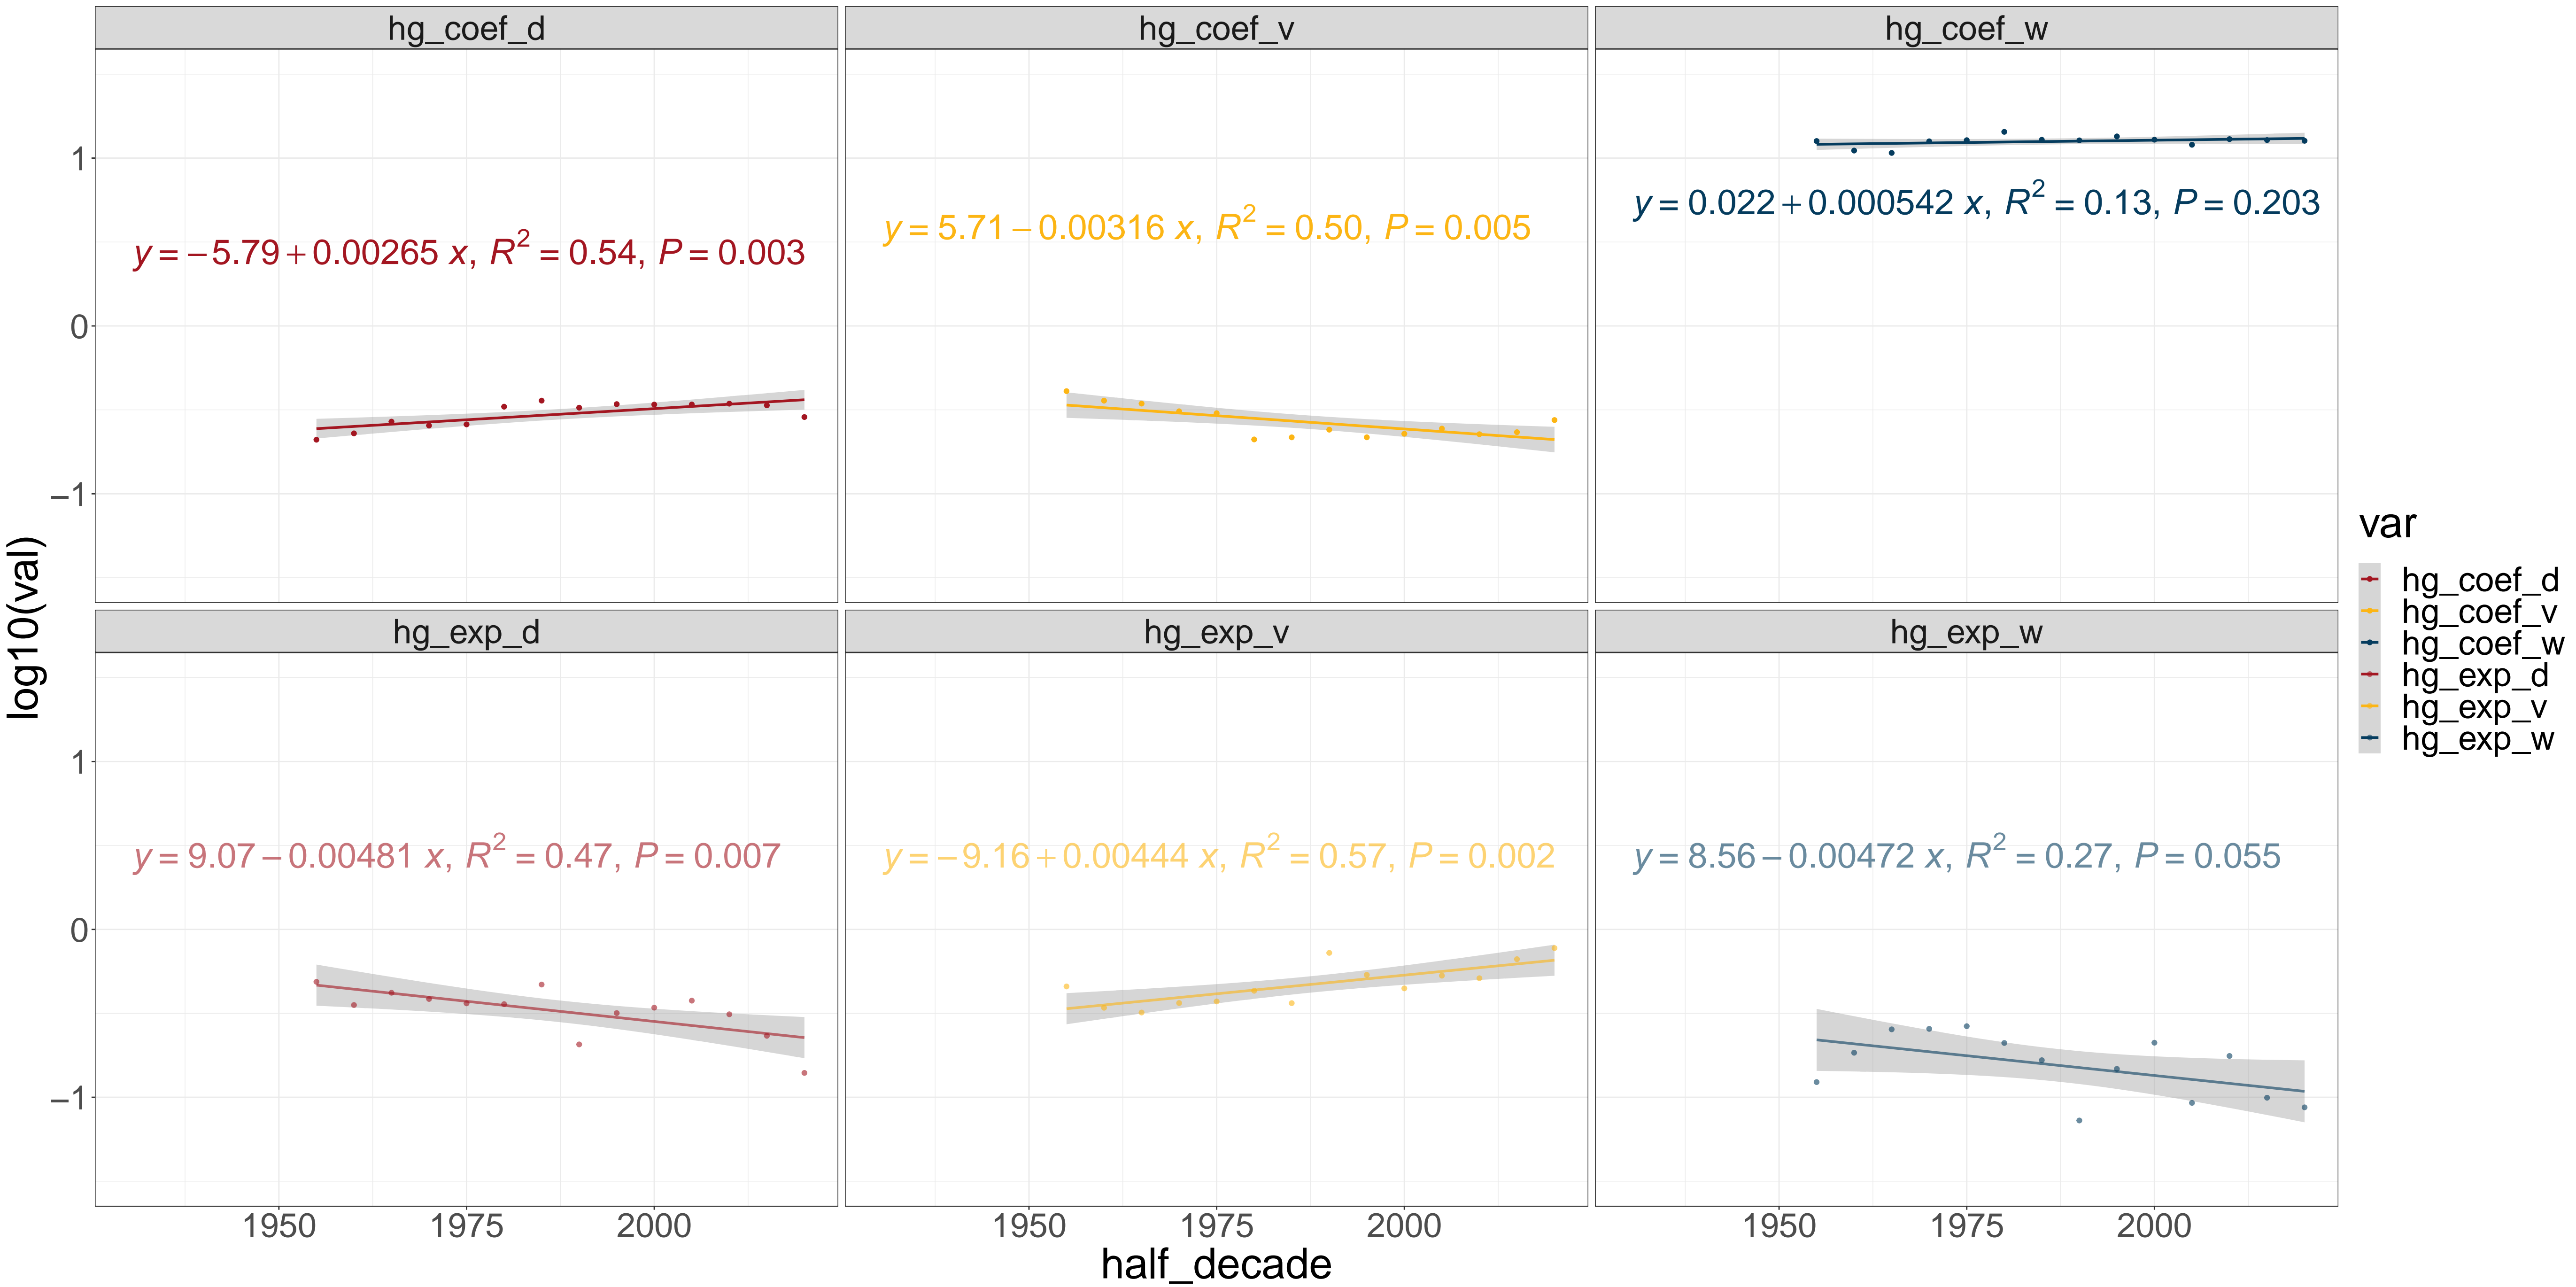 hg_coef_d
hg_coef_v
hg_coef_w
y = −5.79 + 0.00265 x, R² = 0.54, P = 0.003
y = 5.71 − 0.00316 x, R² = 0.50, P = 0.005
y = 0.022 + 0.000542 x, R² = 0.13, P = 0.203
1
0
−1
hg_exp_d
hg_exp_v
hg_exp_w
y = 9.07 − 0.00481 x, R² = 0.47, P = 0.007
y = −9.16 + 0.00444 x, R² = 0.57, P = 0.002
y = 8.56 − 0.00472 x, R² = 0.27, P = 0.055
1
0
−1
log10(val)
1950 1975 2000
1950 1975 2000
1950 1975 2000
half_decade
var
hg_coef_d
hg_coef_v
hg_coef_w
hg_exp_d
hg_exp_v
hg_exp_w